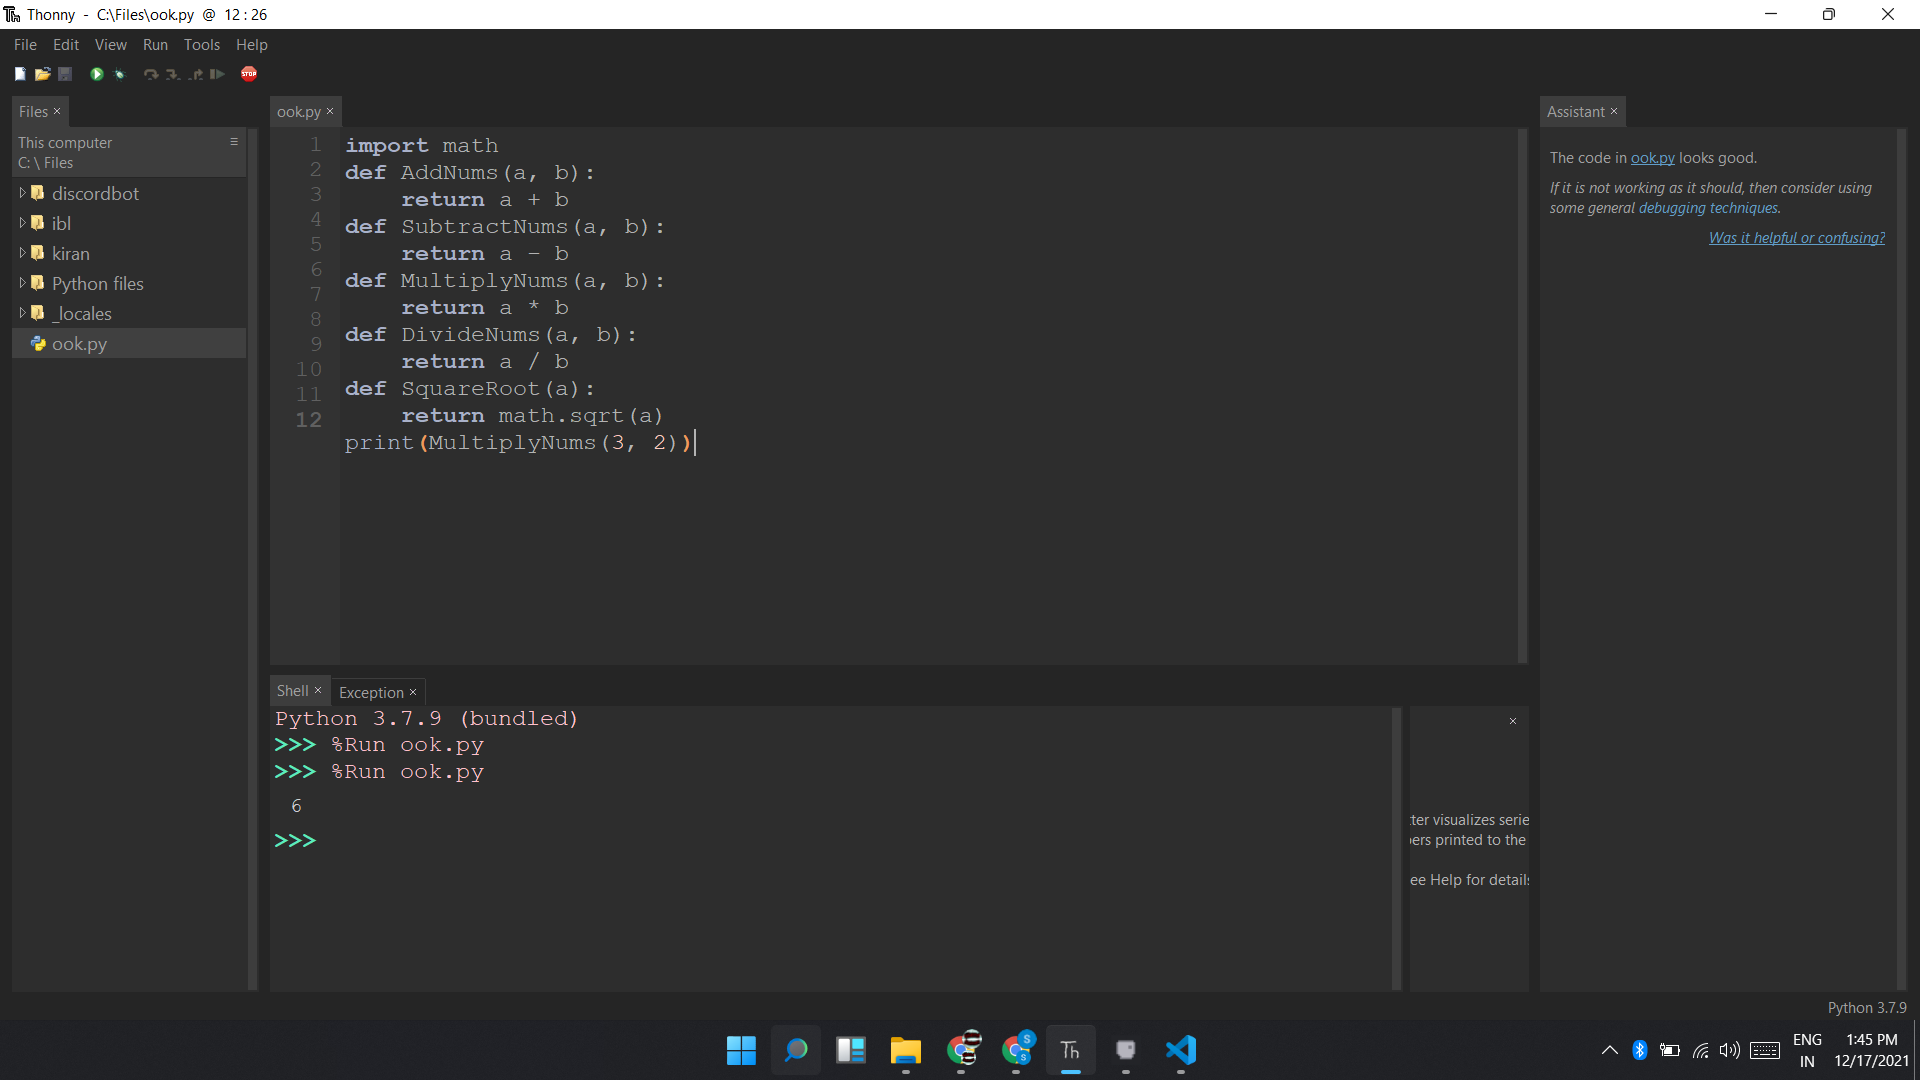 Thonny - C:\Files\ook.py @ 12 : 26
File Edit View Run Tools Help
STOP
Files ×
This computer
C: \ Files
discordbot
ibl
kiran
Python files
_locales
ook.py
ook.py ×
1 import math
2 def AddNums(a, b):
3     return a + b
4 def SubtractNums(a, b):
5     return a - b
6 def MultiplyNums(a, b):
7     return a * b
8 def DivideNums(a, b):
9     return a / b
10 def SquareRoot(a):
11     return math.sqrt(a)
12 print(MultiplyNums(3, 2))
Shell × Exception ×
Python 3.7.9 (bundled)
>>> %Run ook.py
>>> %Run ook.py
6
>>>
visualizes
printed to the
Help for
Assistant ×
The code in ook.py looks good.
If it is not working as it should, then consider using
some general debugging techniques.
Was it helpful or confusing?
Python 3.7.9
Th
S
S
ENG
IN
1:45 PM
12/17/2021